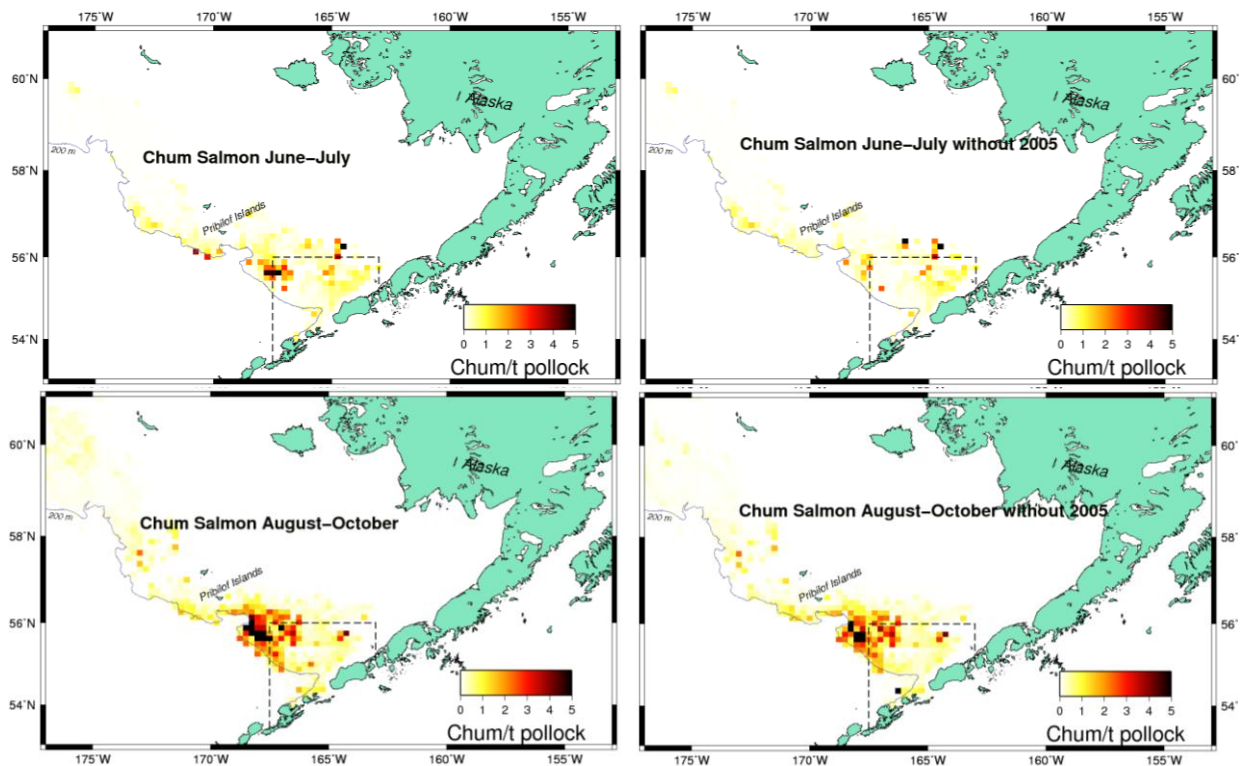 175˚W 170˚W 165˚W 160˚W 155˚W
60˚N
58˚N
56˚N
54˚N
200 m
Chum Salmon June−July
Pribilof Islands
Alaska
0 1 2 3 4 5
Chum/t pollock
175˚W 170˚W 165˚W 160˚W 155˚W
60˚N
58˚N
56˚N
54˚N
200 m
Chum Salmon June−July without 2005
Pribilof Islands
Alaska
0 1 2 3 4 5
Chum/t pollock
60˚N
58˚N
56˚N
54˚N
200 m
Chum Salmon August−October
Pribilof Islands
Alaska
0 1 2 3 4 5
Chum/t pollock
175˚W 170˚W 165˚W 160˚W 155˚W
60˚N
58˚N
56˚N
54˚N
200 m
Chum Salmon August−October without 2005
Pribilof Islands
Alaska
0 1 2 3 4 5
Chum/t pollock
175˚W 170˚W 165˚W 160˚W 155˚W